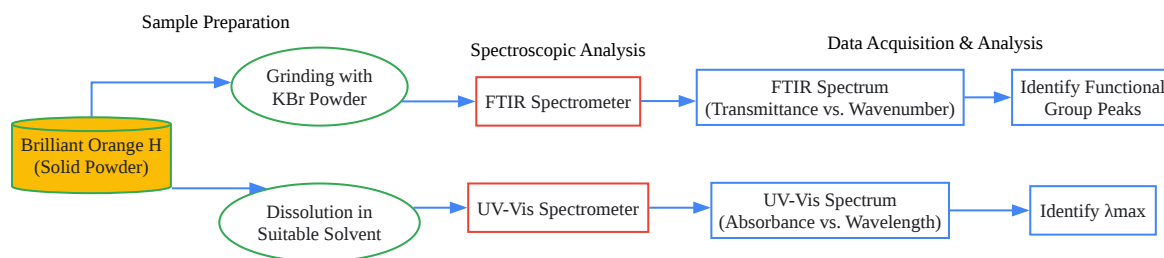 Sample Preparation
Spectroscopic Analysis
Data Acquisition & Analysis
Grinding with
KBr Powder
FTIR Spectrometer
FTIR Spectrum
(Transmittance vs. Wavenumber)
Identify Functional
Group Peaks
Brilliant Orange H
(Solid Powder)
Dissolution in
Suitable Solvent
UV-Vis Spectrometer
UV-Vis Spectrum
(Absorbance vs. Wavelength)
Identify λmax